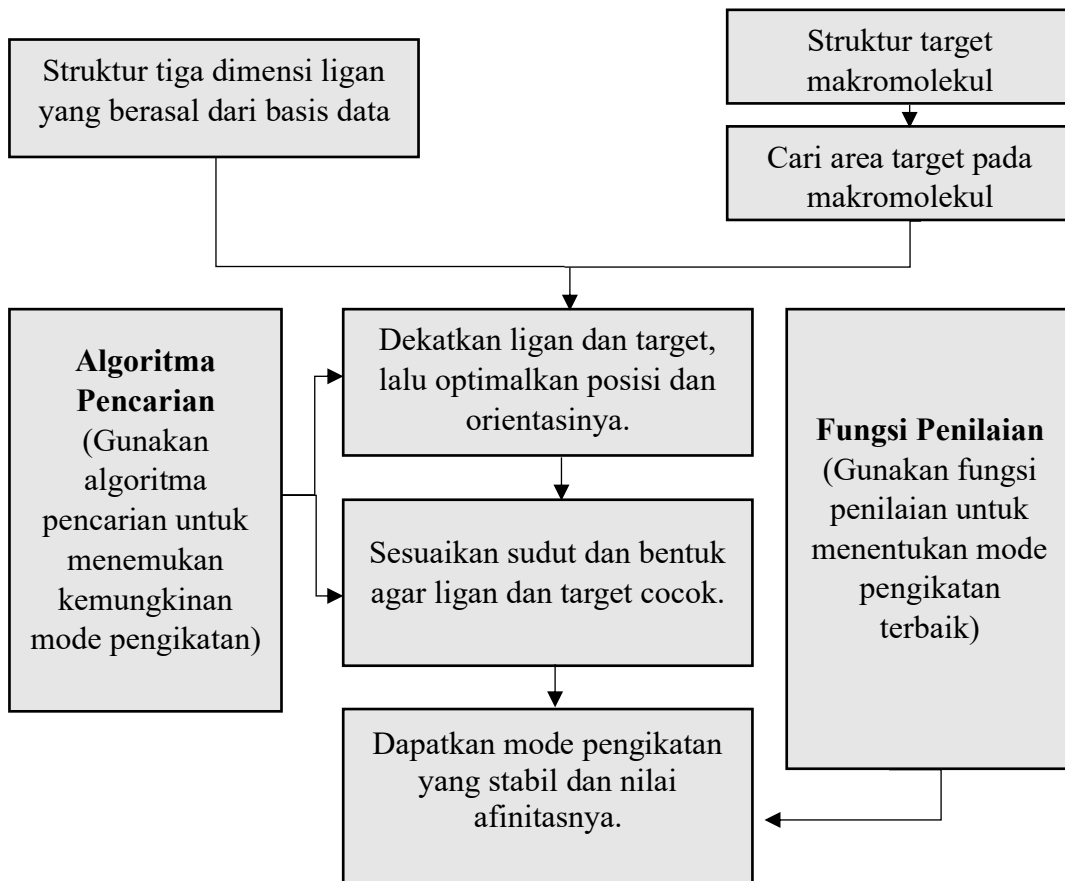 Struktur tiga dimensi ligan
yang berasal dari basis data
Struktur target
makromolekul
Cari area target pada
makromolekul
Algoritma
Pencarian
(Gunakan
algoritma
pencarian untuk
menemukan
kemungkinan
mode pengikatan)
Dekatkan ligan dan target,
lalu optimalkan posisi dan
orientasinya.
Sesuaikan sudut dan bentuk
agar ligan dan target cocok.
Dapatkan mode pengikatan
yang stabil dan nilai
afinitasnya.
Fungsi Penilaian
(Gunakan fungsi
penilaian untuk
menentukan mode
pengikatan
terbaik)